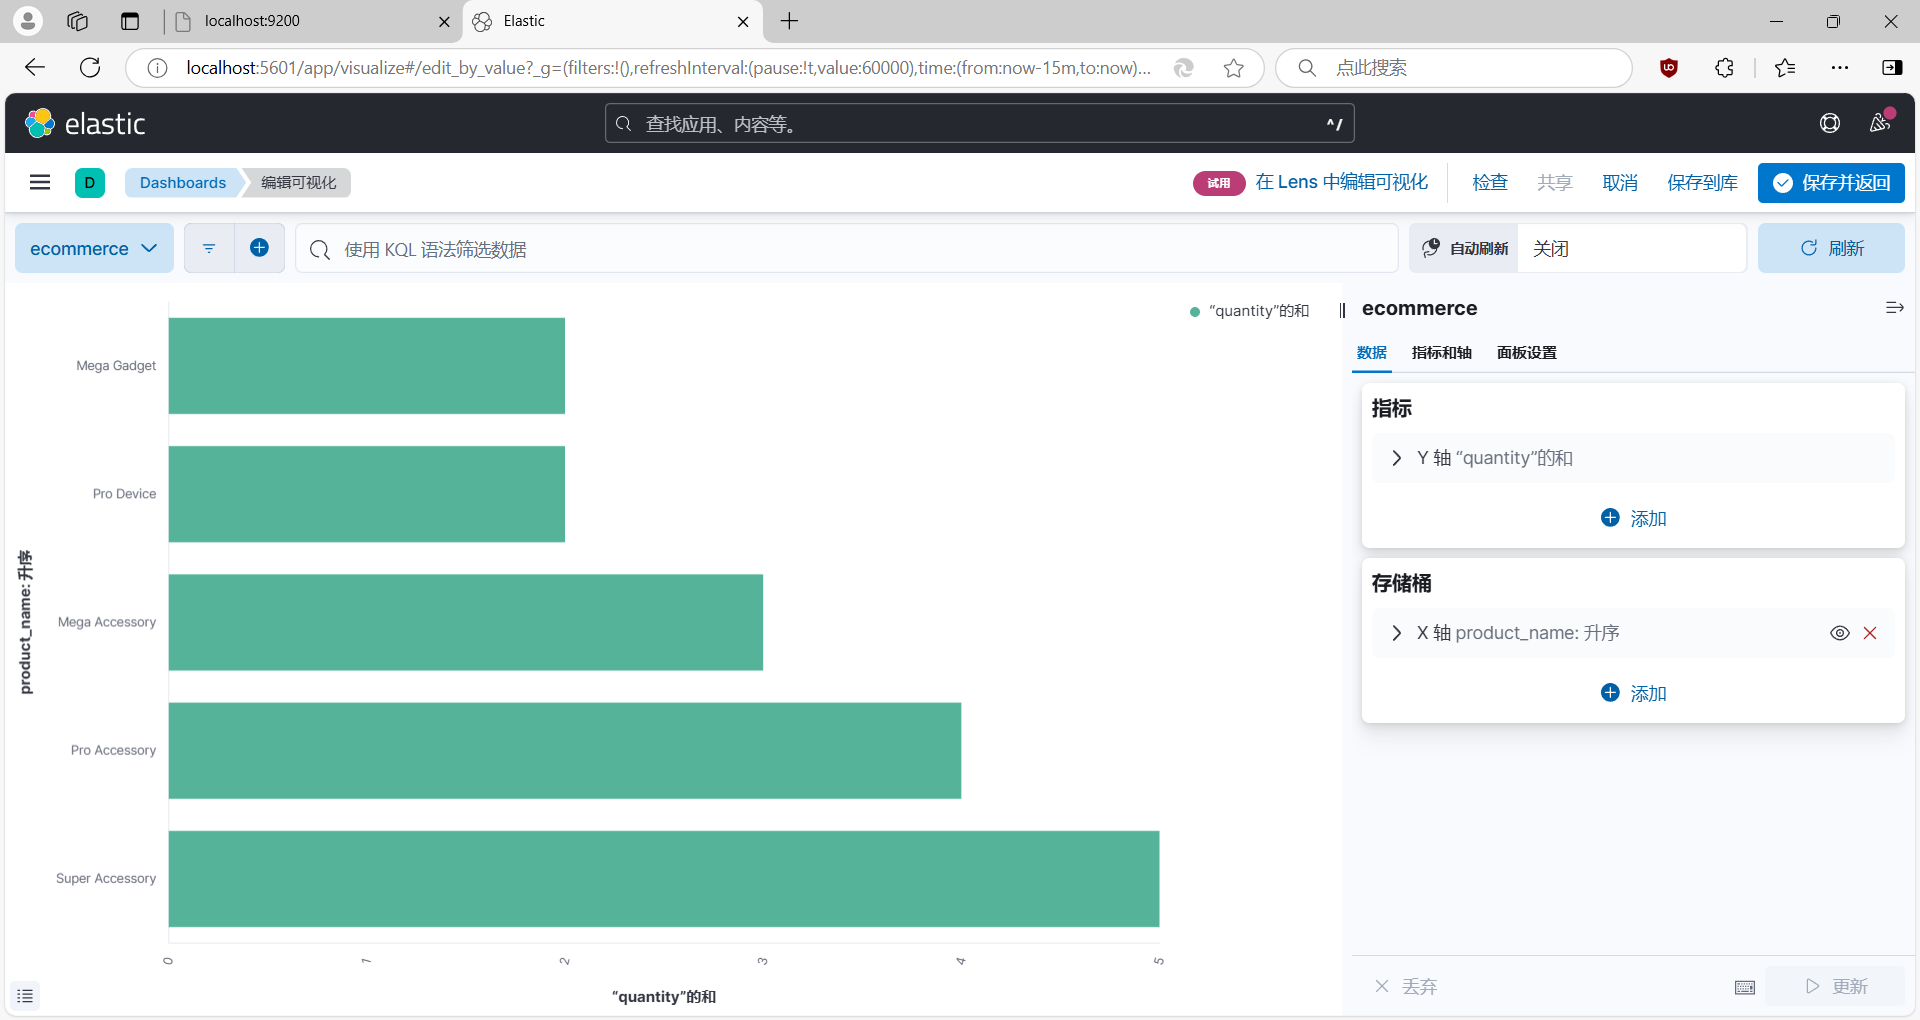 localhost:9200
Elastic
localhost:5601/app/visualize#/edit_by_value?_g=(filters:!(),refreshInterval:(pause:!t,value:60000),time:(from:now-15m,to:now)...
点此搜索
elastic
查找应用、内容等。
^/
D
Dashboards
编辑可视化
试用
在 Lens 中编辑可视化
检查
共享
取消
保存到库
保存并返回
ecommerce
使用 KQL 语法筛选数据
自动刷新
关闭
刷新
"quantity"的和
Mega Gadget
Pro Device
Mega Accessory
Pro Accessory
Super Accessory
product_name: 升序
0
1
2
3
4
5
"quantity"的和
ecommerce
数据
指标和轴
面板设置
指标
Y 轴 "quantity"的和
添加
存储桶
X 轴 product_name: 升序
添加
丢弃
更新